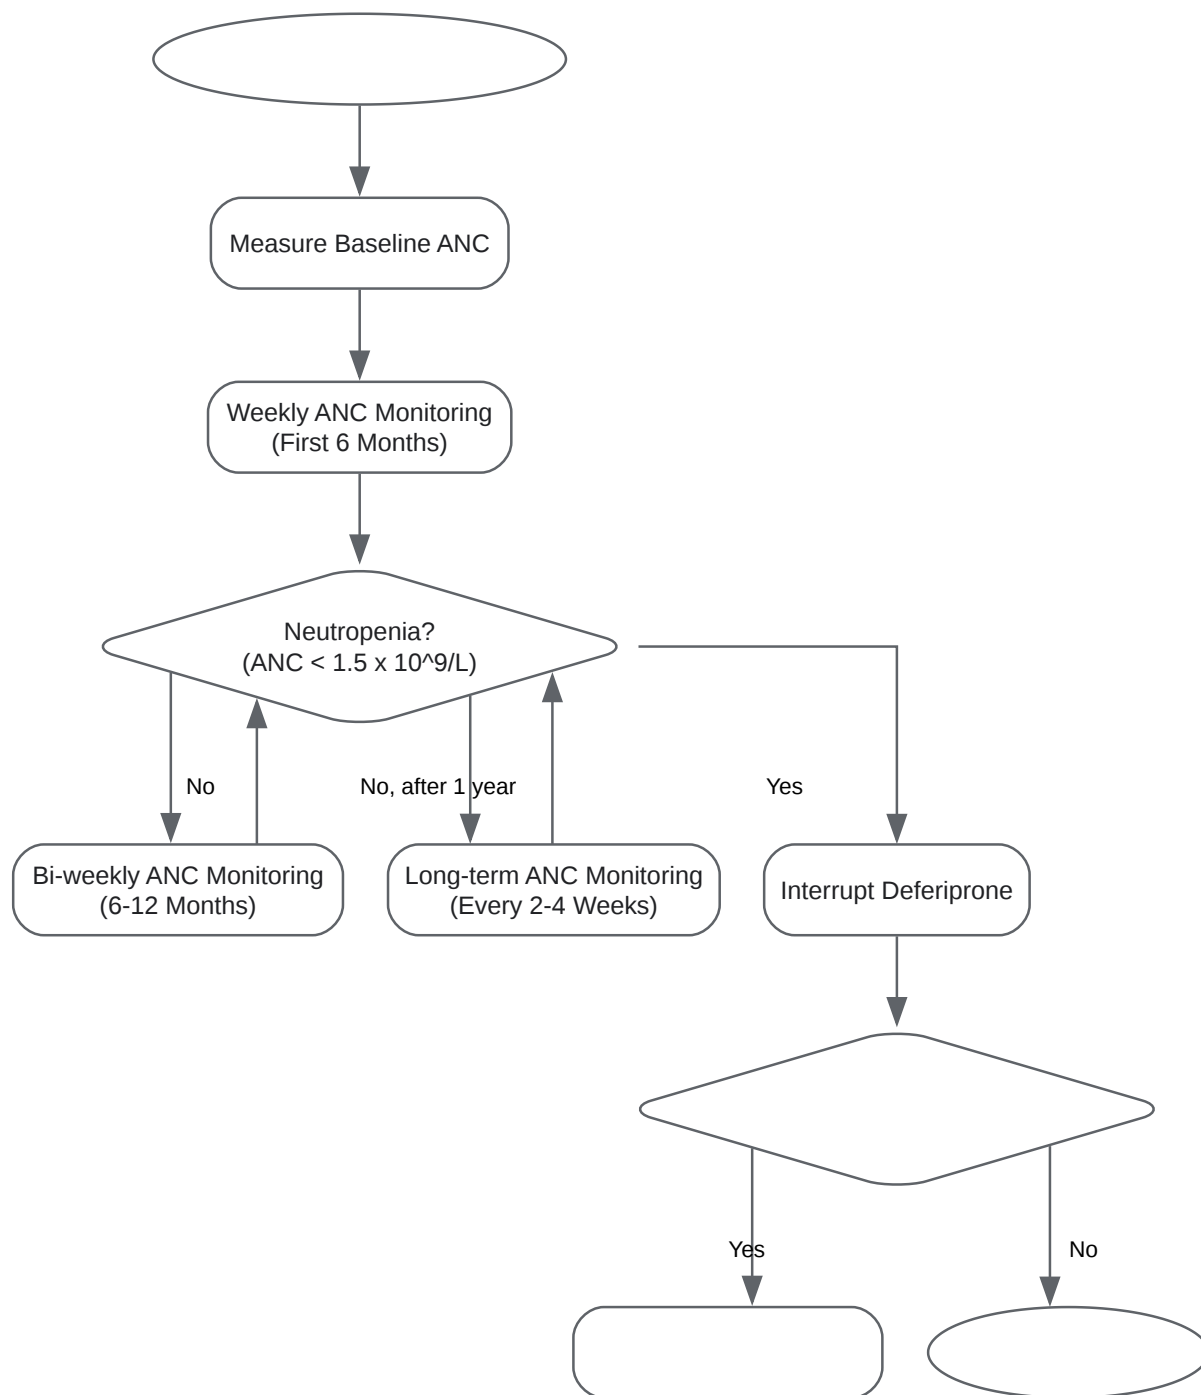 Measure Baseline ANC
Weekly ANC Monitoring
(First 6 Months)
Neutropenia?
(ANC < 1.5 x 10^9/L)
No
No, after 1 year
Yes
Bi-weekly ANC Monitoring
(6-12 Months)
Long-term ANC Monitoring
(Every 2-4 Weeks)
Interrupt Deferiprone
Yes
No